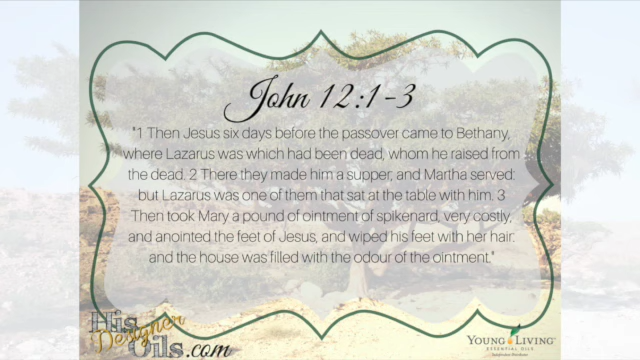 John 12:1-3
"1 Then Jesus six days before the passover came to Bethany,
where Lazarus was which had been dead, whom he raised from
the dead. 2 There they made him a supper; and Martha served:
but Lazarus was one of them that sat at the table with him. 3
Then took Mary a pound of ointment of spikenard, very costly,
and anointed the feet of Jesus, and wiped his feet with her hair:
and the house was filled with the odour of the ointment."
His
Designer
Oils.com
YOUNG LIVING™
ESSENTIAL OILS